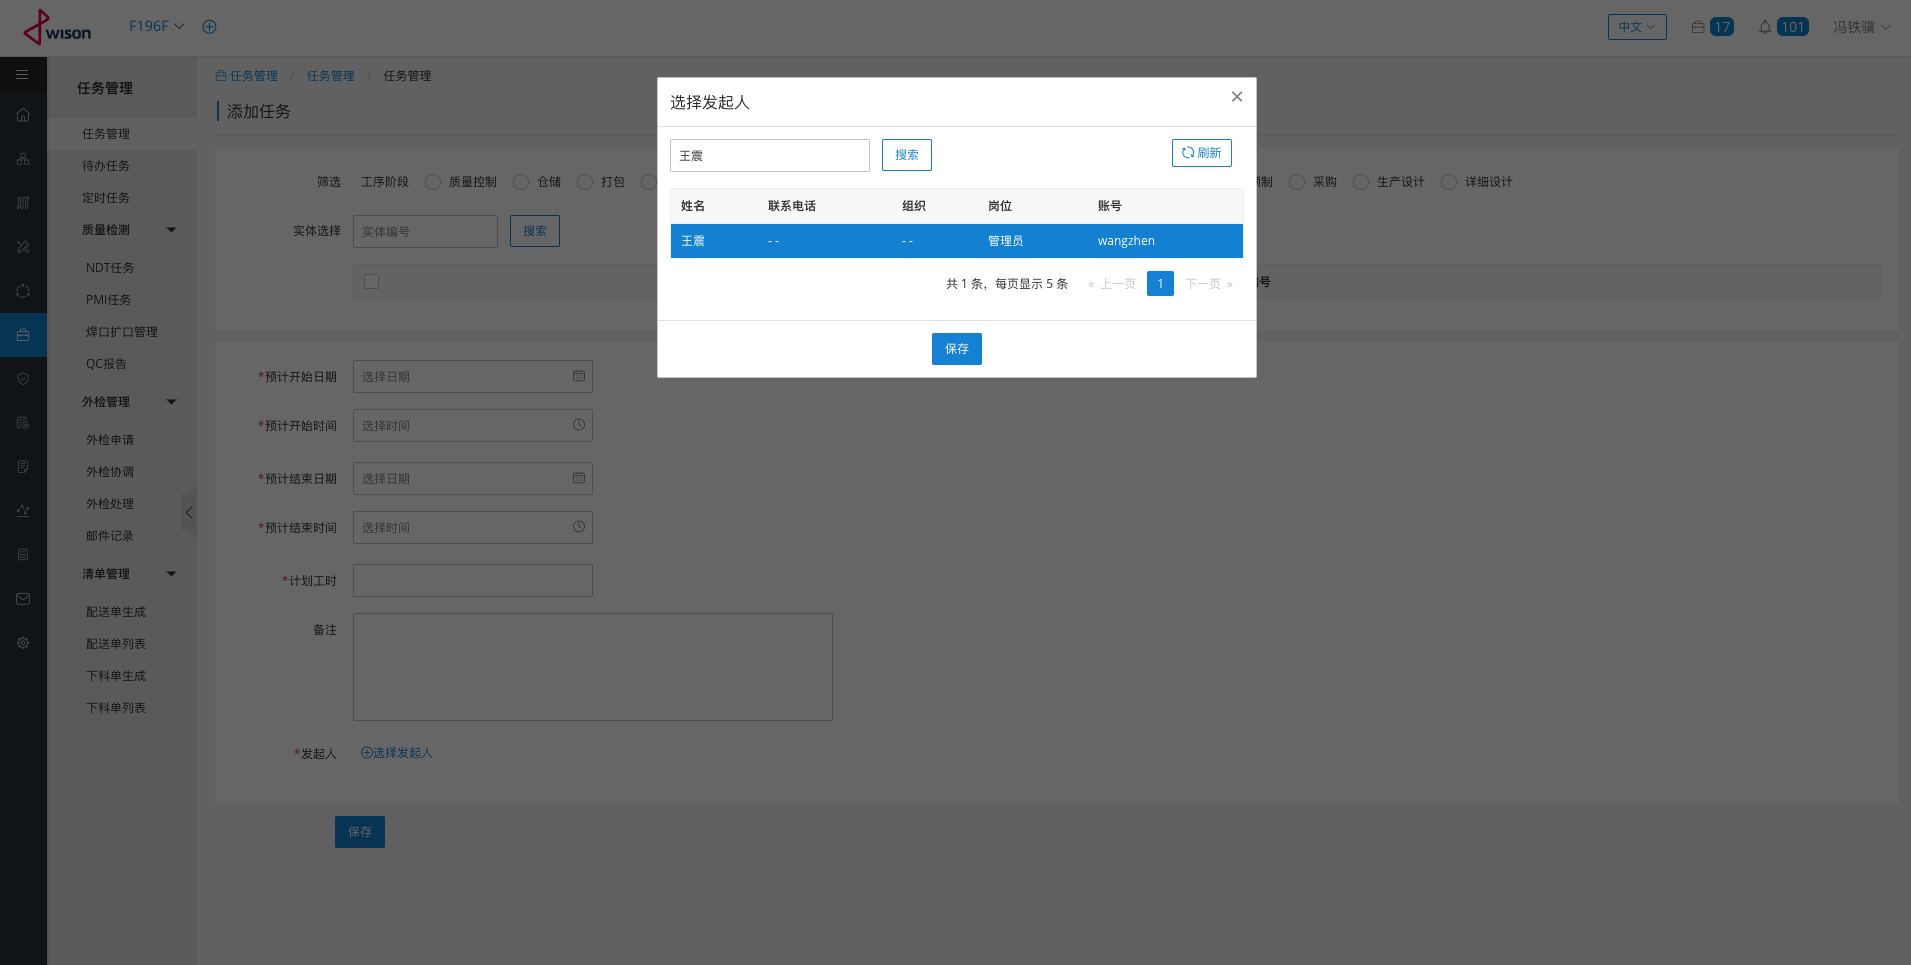 wison F196F 中文 17 101 冯铁骥
任务管理 / 任务管理 / 任务管理
添加任务
任务管理
任务管理
待办任务
定时任务
质量检测
NDT任务
PMI任务
焊口扩口管理
QC报告
外检管理
外检申请
外检协调
外检处理
邮件记录
清单管理
配送单生成
配送单列表
下料单生成
下料单列表
筛选 工序阶段 质量控制 仓储 打包 制 采购 生产设计 详细设计
实体选择 实体编号 搜索
号
*预计开始日期 选择日期
*预计开始时间 选择时间
*预计结束日期 选择日期
*预计结束时间 选择时间
*计划工时
备注
*发起人 选择发起人
保存
选择发起人
王震 搜索 刷新
姓名 联系电话 组织 岗位 账号
王震 - - - - 管理员 wangzhen
共 1 条，每页显示 5 条 « 上一页 1 下一页 »
保存